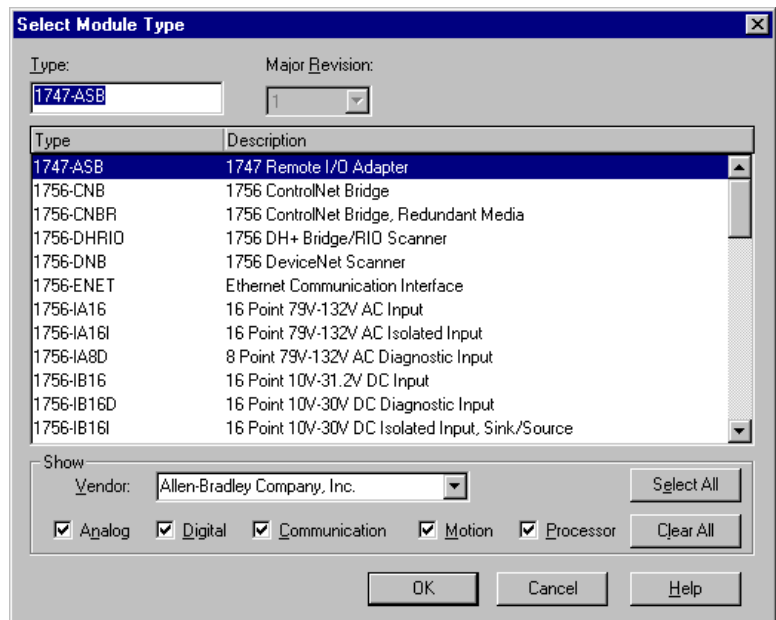 Select Module Type
Type: Major Revision:
1747-ASB 1
Type Description
1747-ASB 1747 Remote I/O Adapter
1756-CNB 1756 ControlNet Bridge
1756-CNBR 1756 ControlNet Bridge, Redundant Media
1756-DHRIO 1756 DH+ Bridge/RIO Scanner
1756-DNB 1756 DeviceNet Scanner
1756-ENET Ethernet Communication Interface
1756-IA16 16 Point 79V-132V AC Input
1756-IA16I 16 Point 79V-132V AC Isolated Input
1756-IA8D 8 Point 79V-132V AC Diagnostic Input
1756-IB16 16 Point 10V-31.2V DC Input
1756-IB16D 16 Point 10V-30V DC Diagnostic Input
1756-IB16I 16 Point 10V-30V DC Isolated Input, Sink/Source
Show
Vendor: Allen-Bradley Company, Inc. Select All
Analog Digital Communication Motion Processor Clear All
OK Cancel Help